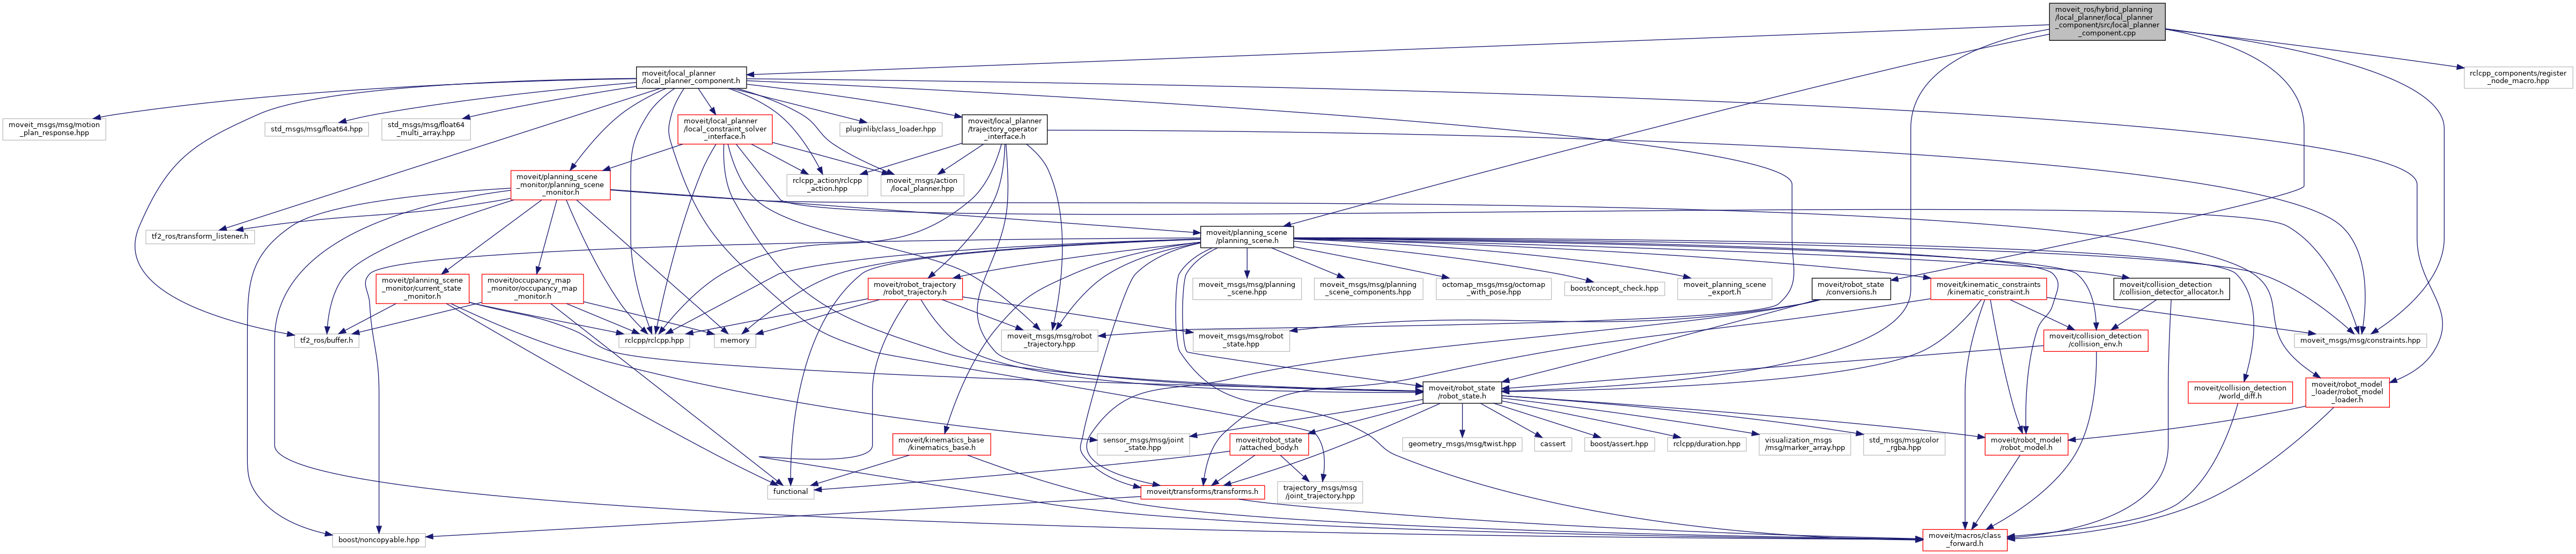 moveit_ros/hybrid_planning
/local_planner/local_planner
_component/src/local_planner
_component.cpp
moveit/local_planner
/local_planner_component.h
rclcpp_components/register
_node_macro.hpp
moveit_msgs/msg/motion
_plan_response.hpp
std_msgs/msg/float64.hpp
std_msgs/msg/float64
_multi_array.hpp
moveit/local_planner
/local_constraint_solver
_interface.h
pluginlib/class_loader.hpp
moveit/local_planner
/trajectory_operator
_interface.h
moveit/planning_scene
_monitor/planning_scene
_monitor.h
rclcpp_action/rclcpp
_action.hpp
moveit_msgs/action
/local_planner.hpp
tf2_ros/transform_listener.h
moveit/planning_scene
/planning_scene.h
moveit/planning_scene
_monitor/current_state
_monitor.h
moveit/occupancy_map
_monitor/occupancy_map
_monitor.h
moveit/robot_trajectory
/robot_trajectory.h
moveit_msgs/msg/planning
_scene.hpp
moveit_msgs/msg/planning
_scene_components.hpp
octomap_msgs/msg/octomap
_with_pose.hpp
boost/concept_check.hpp
moveit_planning_scene
_export.h
moveit/robot_state
/conversions.h
moveit/kinematic_constraints
/kinematic_constraint.h
moveit/collision_detection
/collision_detector_allocator.h
tf2_ros/buffer.h
rclcpp/rclcpp.hpp
memory
moveit_msgs/msg/robot
_trajectory.hpp
moveit_msgs/msg/robot
_state.hpp
moveit/collision_detection
/collision_env.h
moveit_msgs/msg/constraints.hpp
moveit/robot_state
/robot_state.h
moveit/collision_detection
/world_diff.h
moveit/robot_model
_loader/robot_model
_loader.h
moveit/kinematics_base
/kinematics_base.h
sensor_msgs/msg/joint
_state.hpp
moveit/robot_state
/attached_body.h
geometry_msgs/msg/twist.hpp
cassert
boost/assert.hpp
rclcpp/duration.hpp
visualization_msgs
/msg/marker_array.hpp
std_msgs/msg/color
_rgba.hpp
moveit/robot_model
/robot_model.h
functional
moveit/transforms/transforms.h
trajectory_msgs/msg
/joint_trajectory.hpp
boost/noncopyable.hpp
moveit/macros/class
_forward.h